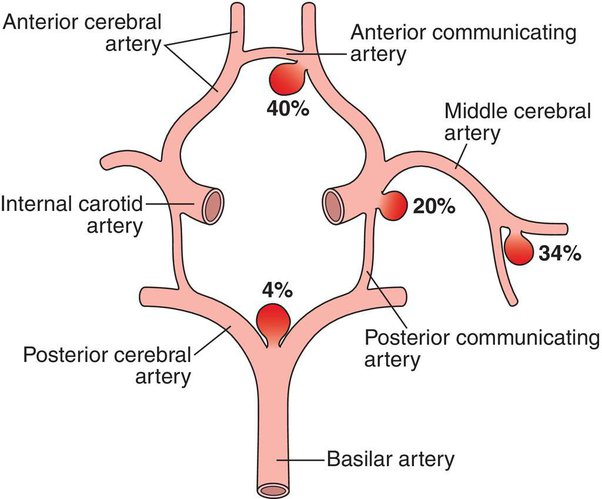 Anterior cerebral
artery
Anterior communicating
artery
40%
Middle cerebral
artery
Internal carotid
artery
20%
34%
4%
Posterior cerebral
artery
Posterior communicating
artery
Basilar artery